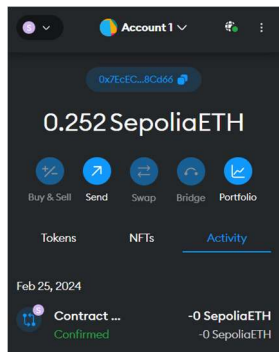 S
Account 1
0x7EcEC...8Cd66
0.252 SepoliaETH
Buy & Sell Send Swap Bridge Portfolio
Tokens NFTs Activity
Feb 25, 2024
S
Contract ... -0 SepoliaETH
Confirmed -0 SepoliaETH